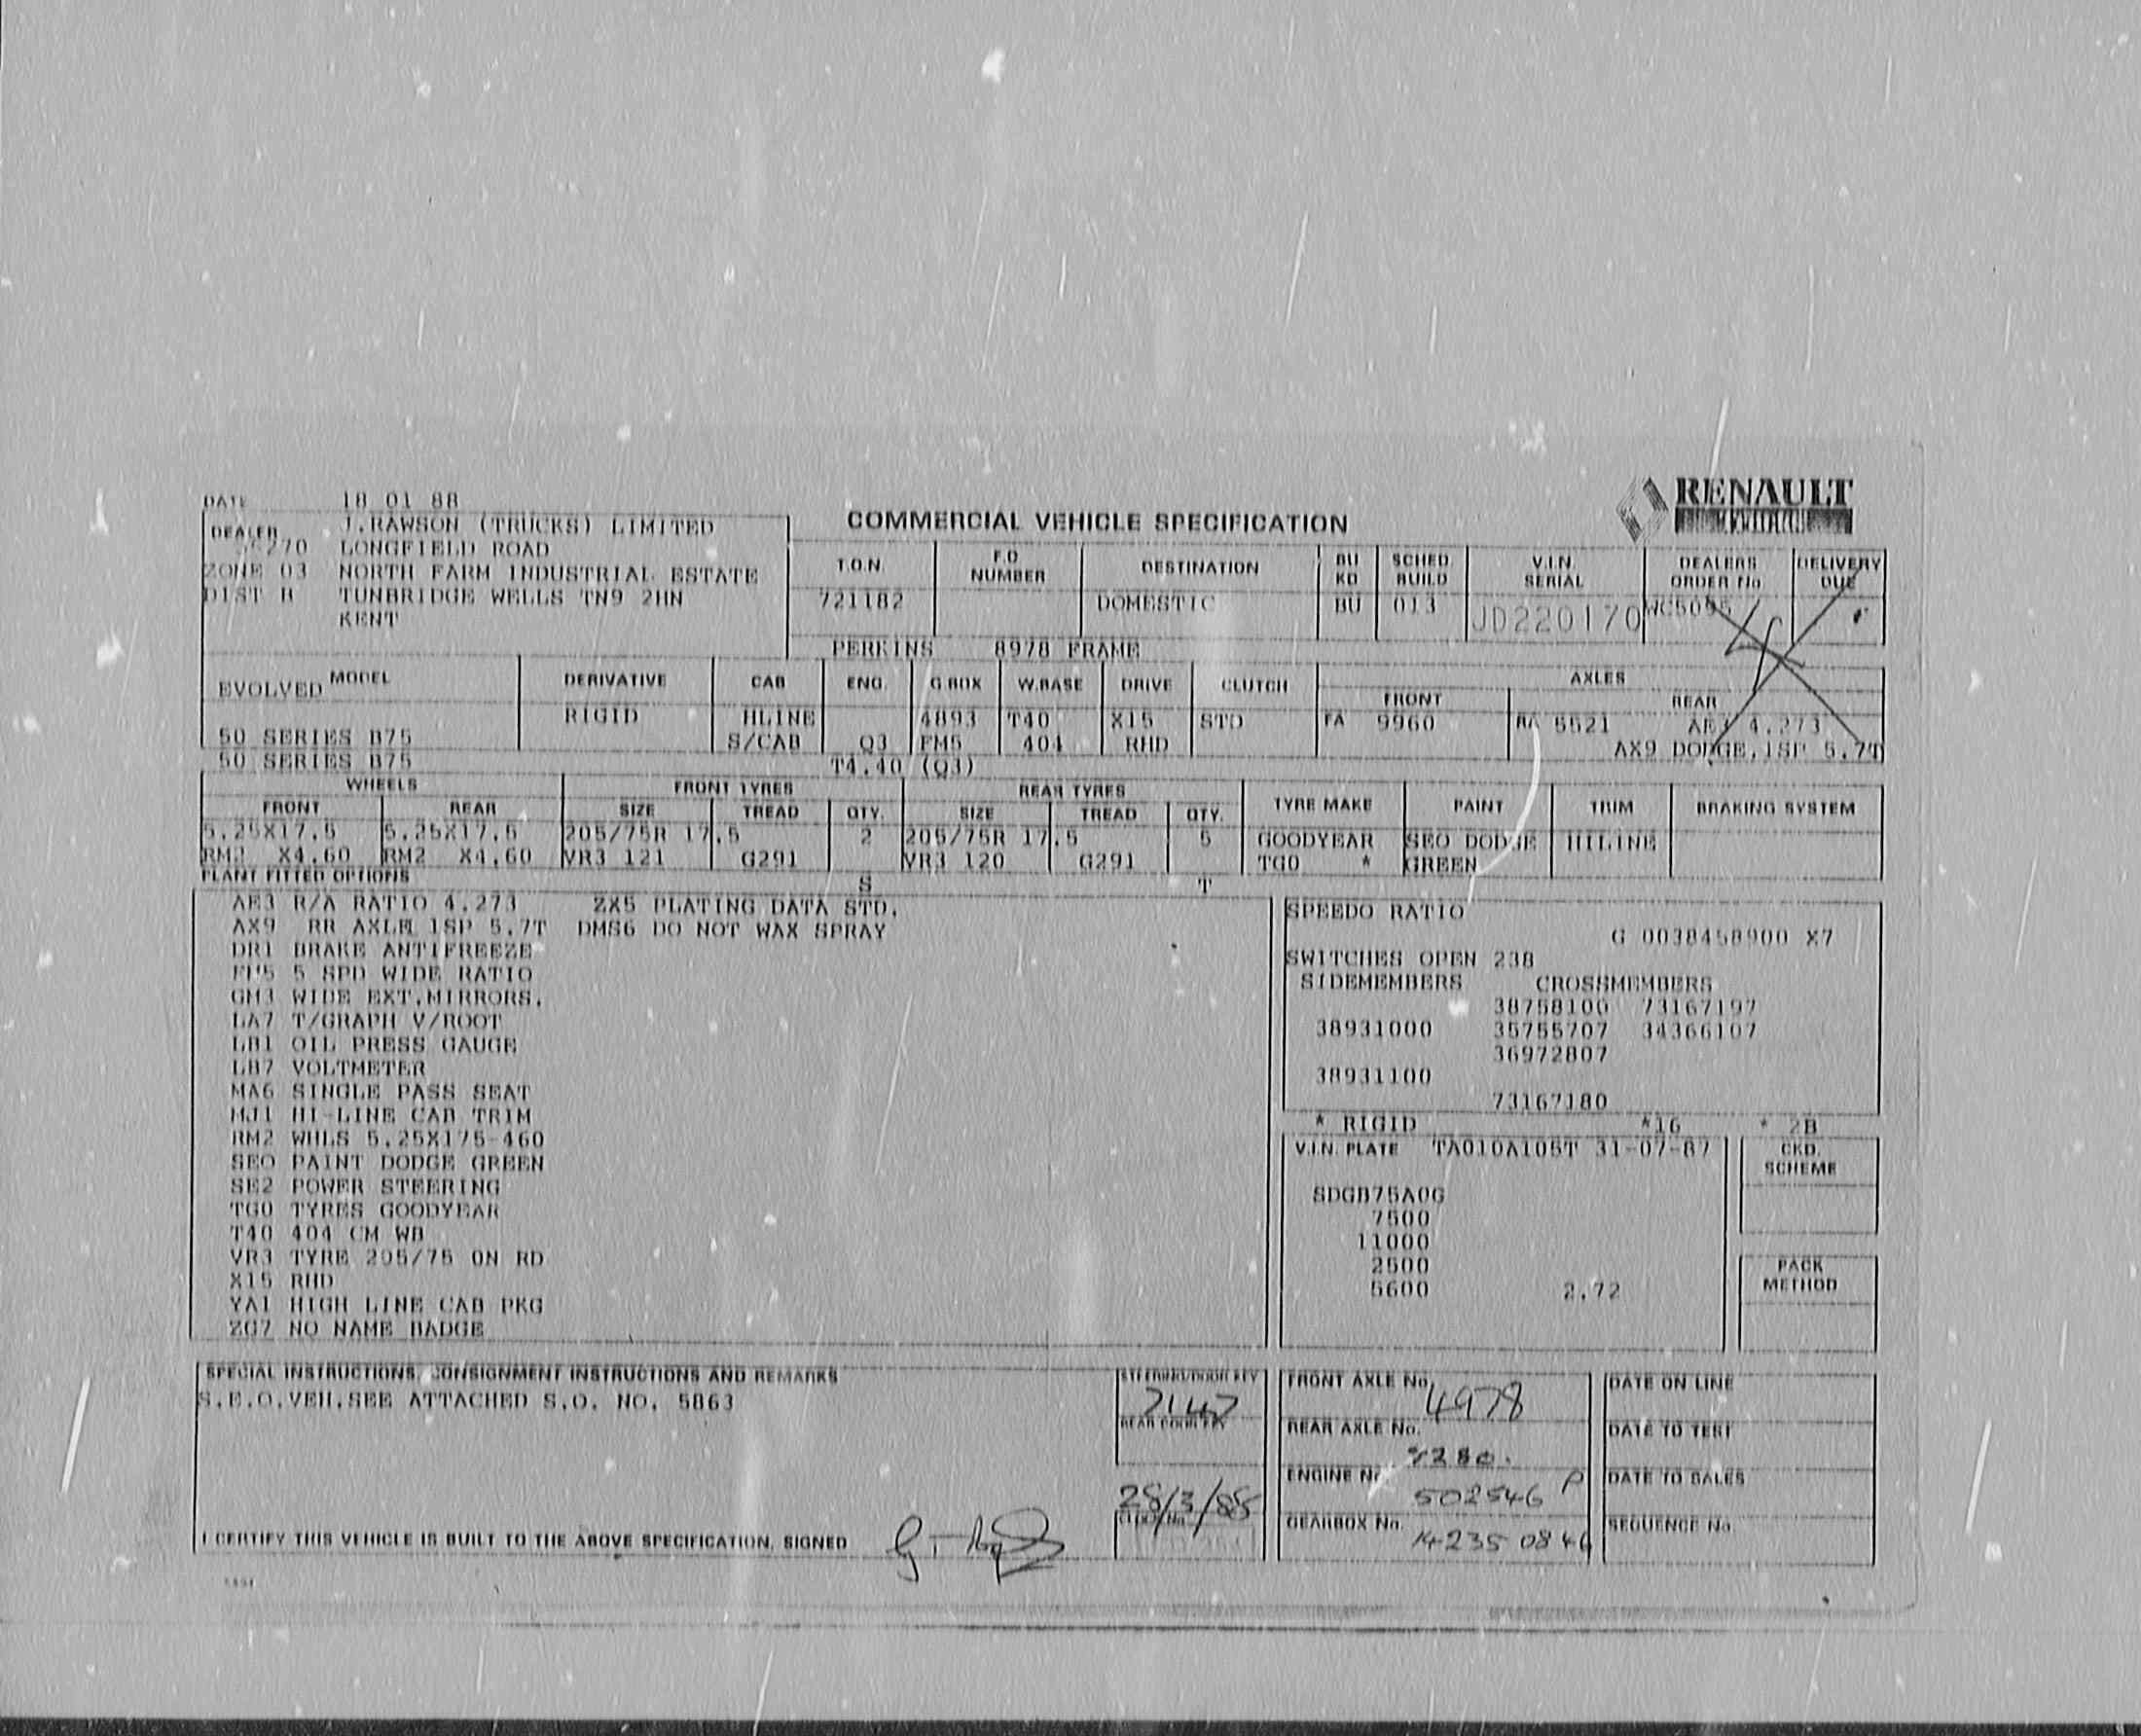 DATE 18 01 88
RENAULT
DEALER J.RAWSON (TRUCKS) LIMITED
COMMERCIAL VEHICLE SPECIFICATION
LONGFIELD ROAD
ZONE 03 NORTH FARM INDUSTRIAL ESTATE
DIST B TUNBRIDGE WELLS TN9 2HN
KENT
T.O.N. F.O NUMBER DESTINATION BU KD SCHED BUILD V.I.N SERIAL DEALERS ORDER No DELIVERY DUE
721182 DOMESTIC BU 013 JD220170
PERKINS 8978 FRAME
MODEL DERIVATIVE CAB ENG. G.BOX W.BASE DRIVE CLUTCH AXLES
EVOLVED FRONT REAR
RIGID HLINE 4893 T40 X15 STD FA 9960 RA 5521 AE3 4.273
50 SERIES B75 S/CAB Q3 FM5 404 RHD AX9 DODGE,1SP 5.7T
50 SERIES B75 T4.40 (Q3)
WHEELS FRONT TYRES REAR TYRES TYRE MAKE PAINT TRIM BRAKING SYSTEM
FRONT REAR SIZE TREAD QTY. SIZE TREAD QTY.
5.25X17.5 5.25X17.5 205/75R 17.5 2 205/75R 17.5 5 GOODYEAR SEO DODGE HILINE
RM2 X4.60 RM2 X4.60 VR3 121 G291 VR3 120 G291 TG0 * GREEN
PLANT FITTED OPTIONS S T
AE3 R/A RATIO 4.273 ZX5 PLATING DATA STD.
AX9 RR AXLE 1SP 5.7T DMS6 DO NOT WAX SPRAY
DR1 BRAKE ANTIFREEZE
FM5 5 SPD WIDE RATIO
GM3 WIDE EXT.MIRRORS.
LA7 T/GRAPH V/ROOT
LB1 OIL PRESS GAUGE
LB7 VOLTMETER
MA6 SINGLE PASS SEAT
MJ1 HI-LINE CAB TRIM
RM2 WHLS 5.25X175-460
SEO PAINT DODGE GREEN
SE2 POWER STEERING
TG0 TYRES GOODYEAR
T40 404 CM WB
VR3 TYRE 205/75 ON RD
X15 RHD
YA1 HIGH LINE CAB PKG
ZG7 NO NAME BADGE
SPEEDO RATIO
G 0038458900 X7
SWITCHES OPEN 238
SIDEMEMBERS CROSSMEMBERS
38758100 73167197
38931000 35755707 34366107
36972807
38931100
73167180
* RIGID *16 * 2B
V.I.N. PLATE TA010A105T 31-07-87
CKD. SCHEME
SDGB75A0G
7500
11000
2500
5600 2.72
PACK METHOD
SPECIAL INSTRUCTIONS, CONSIGNMENT INSTRUCTIONS AND REMARKS
S.E.O.VEH.SEE ATTACHED S.O. NO. 5863
STEERING/DOOR KEY
REAR DOOR KEY
28/3/88
I CERTIFY THIS VEHICLE IS BUILT TO THE ABOVE SPECIFICATION. SIGNED
FRONT AXLE No. 4978
REAR AXLE No.
ENGINE No 502546 P
GEARBOX No. 14235 0846
DATE ON LINE
DATE TO TEST
DATE TO SALES
SEQUENCE No